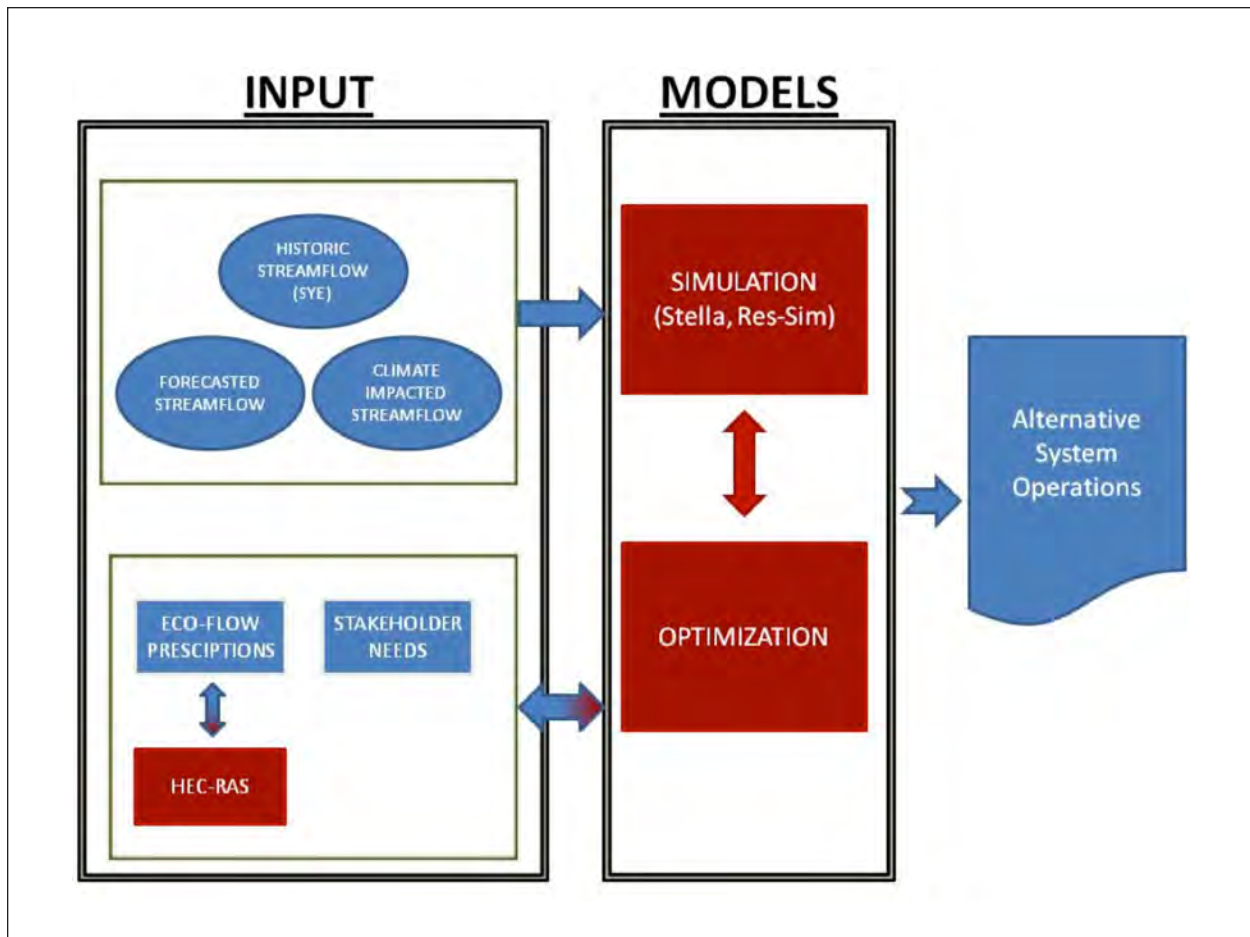 INPUT
MODELS
HISTORIC
STREAMFLOW
(SYE)
FORECASTED
STREAMFLOW
CLIMATE
IMPACTED
STREAMFLOW
ECO-FLOW
PRESCIPTIONS
STAKEHOLDER
NEEDS
HEC-RAS
SIMULATION
(Stella, Res-Sim)
OPTIMIZATION
Alternative
System
Operations